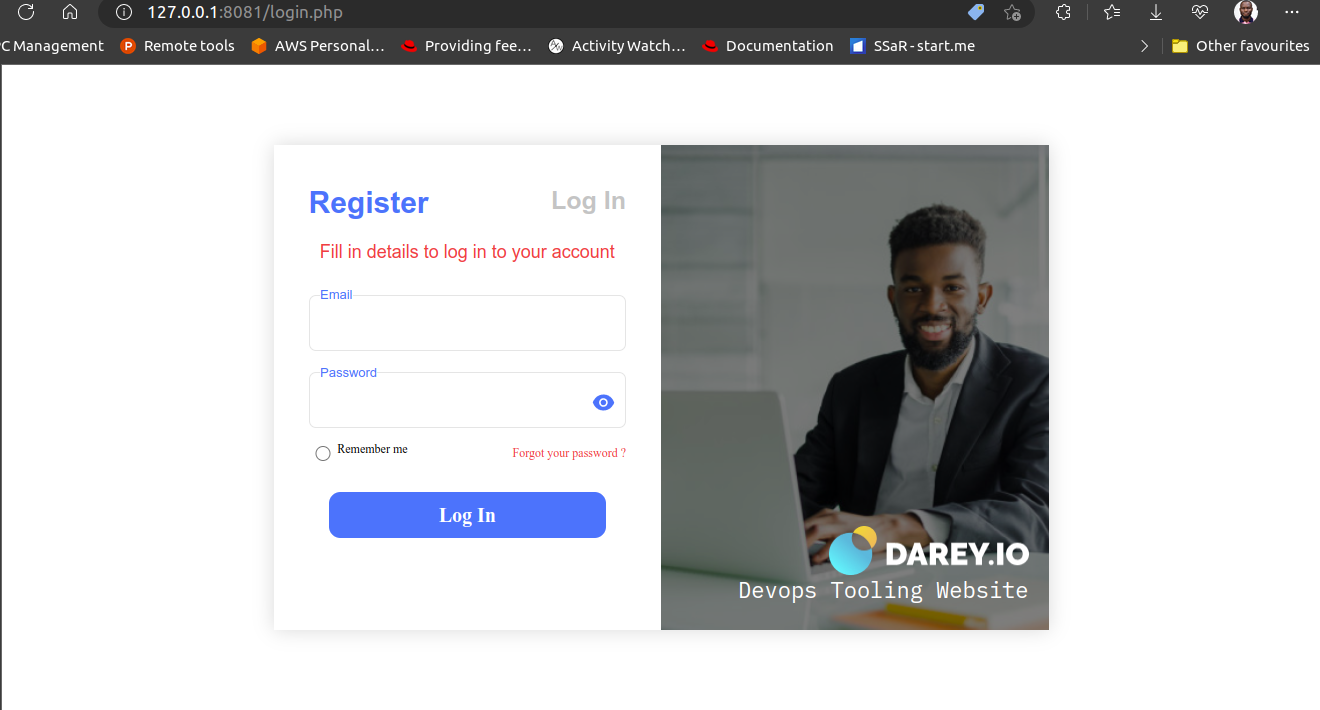 127.0.0.1:8081/login.php
PC Management Remote tools AWS Personal... Providing fee... Activity Watch... Documentation SSaR - start.me Other favourites
Register Log In
Fill in details to log in to your account
Email
Password
Remember me Forgot your password ?
Log In
DAREY.IO
Devops Tooling Website